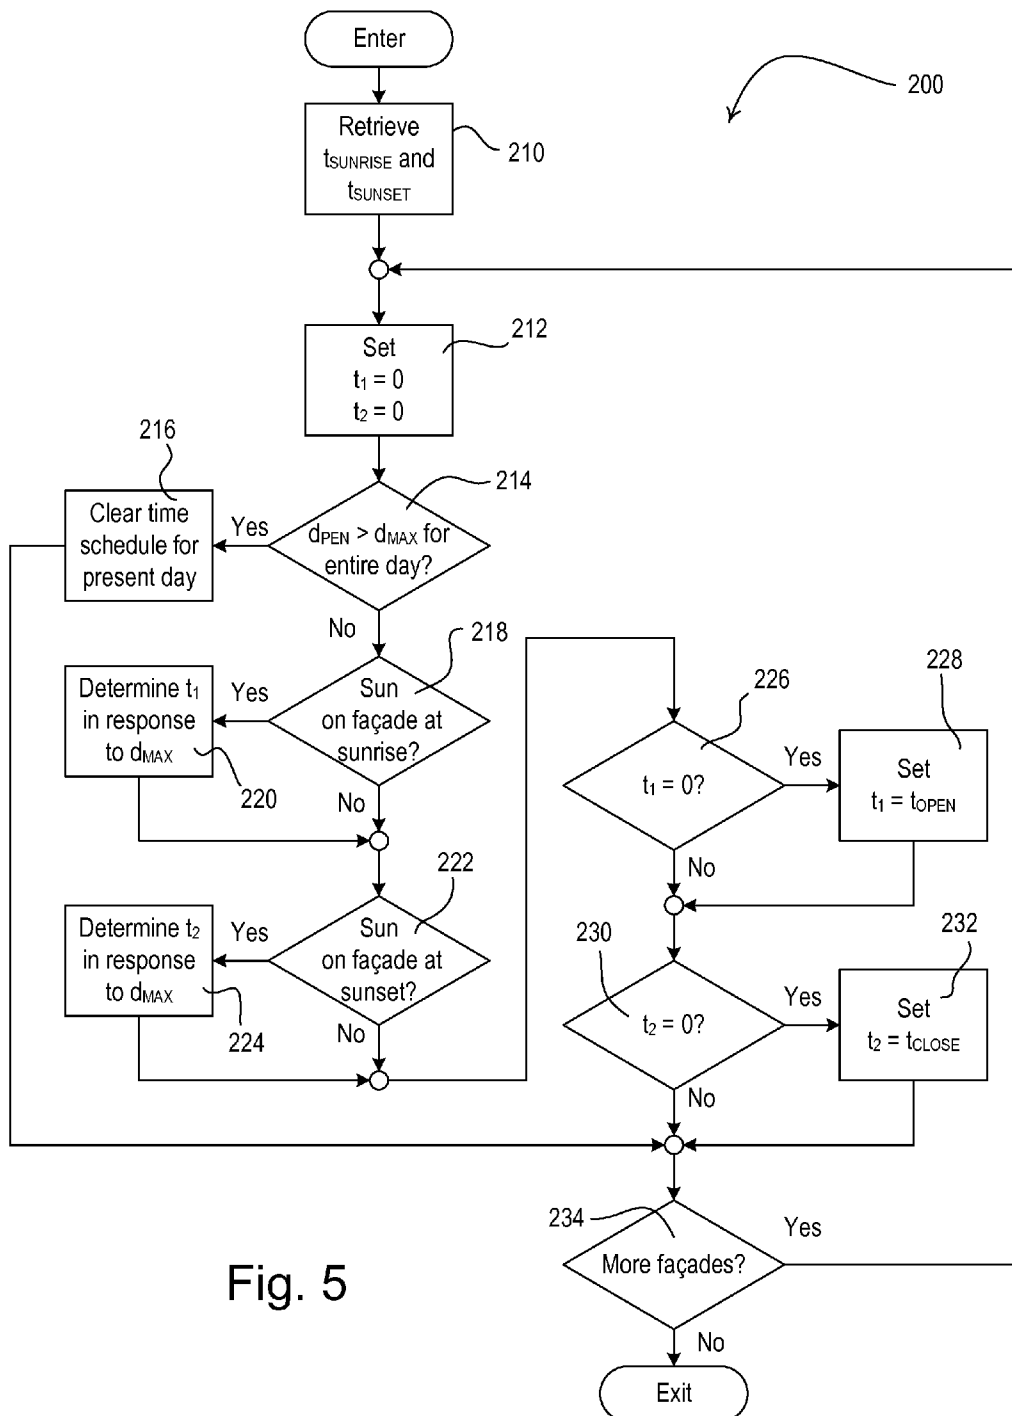 Enter
200
Retrieve
tSUNRISE and
tSUNSET
210
Set
t1 = 0
t2 = 0
212
216
Clear time
schedule for
present day
Yes
dPEN > dMAX for
entire day?
214
No
Determine t1
in response
to dMAX
220
Yes
Sun
on façade at
sunrise?
218
No
Determine t2
in response
to dMAX
224
Yes
Sun
on façade at
sunset?
222
No
t1 = 0?
226
Yes
Set
t1 = tOPEN
228
No
230
t2 = 0?
Yes
Set
t2 = tCLOSE
232
No
234
More façades?
Yes
No
Exit
Fig. 5